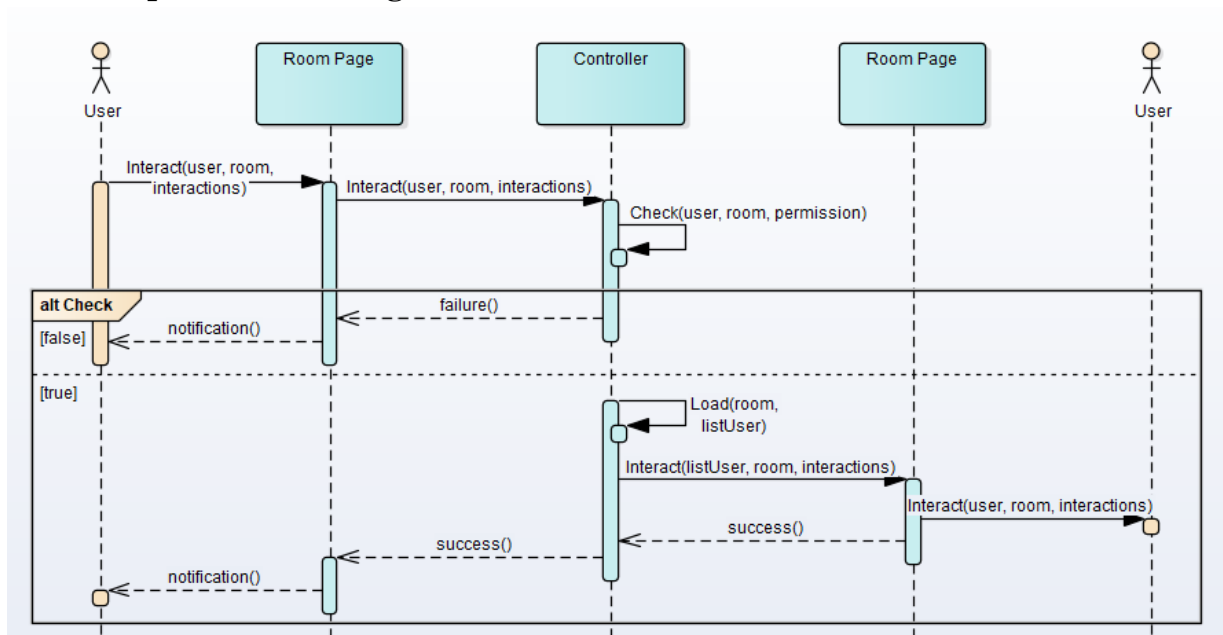 Room Page
Controller
Room Page
User
User
Interact(user, room,
interactions)
Interact(user, room, interactions)
Check(user, room, permission)
alt Check
failure()
[false]
notification()
[true]
Load(room,
listUser)
Interact(listUser, room, interactions)
Interact(user, room, interactions)
success()
success()
notification()